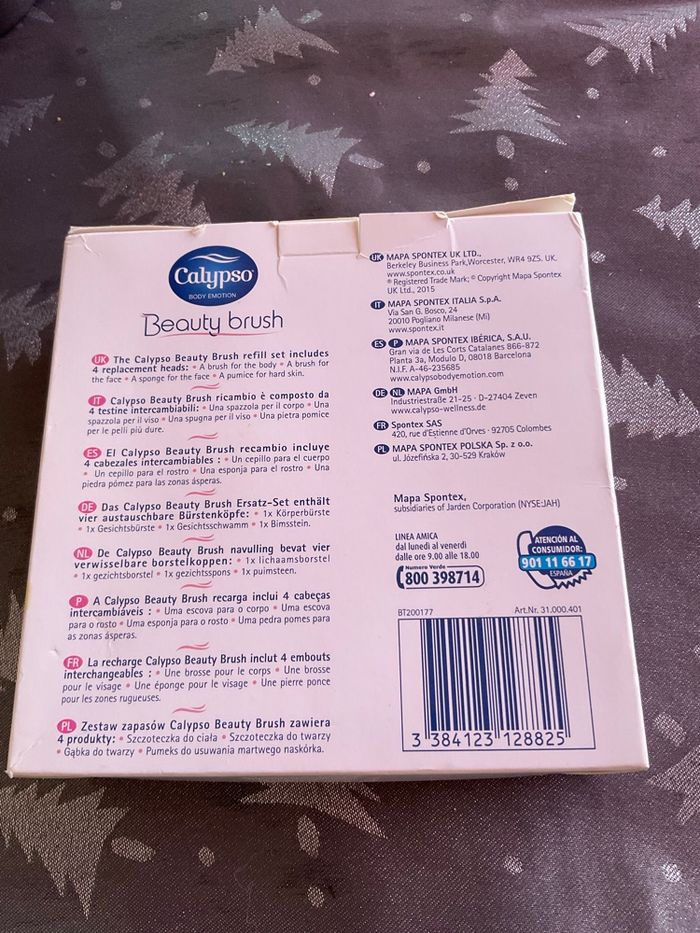 Calypso
BODY EMOTION
Beauty brush
UK The Calypso Beauty Brush refill set includes
4 replacement heads: • A brush for the body • A brush for
the face • A sponge for the face • A pumice for hard skin.
IT Calypso Beauty Brush ricambio è composto da
4 testine intercambiabili: • Una spazzola per il corpo • Una
spazzola per il viso • Una spugna per il viso • Una pietra pomice
per le pelli più dure.
ES El Calypso Beauty Brush recambio incluye
4 cabezales intercambiables : • Un cepillo para el cuerpo
• Un cepillo para el rostro • Una esponja para el rostro • Una
piedra pómez para las zonas ásperas.
DE Das Calypso Beauty Brush Ersatz-Set enthält
vier austauschbare Bürstenköpfe: • 1x Körperbürste
• 1x Gesichtsbürste • 1x Gesichtsschwamm • 1x Bimsstein.
NL De Calypso Beauty Brush navulling bevat vier
verwisselbare borstelkoppen: • 1x lichaamsborstel
• 1x gezichtsborstel • 1x gezichtsspons • 1x puimsteen.
P A Calypso Beauty Brush recarga inclui 4 cabeças
intercambiáveis : • Uma escova para o corpo • Uma escova
para o rosto • Uma esponja para o rosto • Uma pedra pomes para
as zonas ásperas.
FR La recharge Calypso Beauty Brush inclut 4 embouts
interchangeables : • Une brosse pour le corps • Une brosse
pour le visage • Une éponge pour le visage • Une pierre ponce
pour les zones rugueuses.
PL Zestaw zapasów Calypso Beauty Brush zawiera
4 produkty: • Szczoteczka do ciała • Szczoteczka do twarzy
• Gąbka do twarzy • Pumeks do usuwania martwego naskórka.
UK MAPA SPONTEX UK LTD.,
Berkeley Business Park,Worcester, WR4 9ZS. UK.
www.spontex.co.uk
® Registered Trade Mark; © Copyright Mapa Spontex
UK Ltd., 2015
IT MAPA SPONTEX ITALIA S.p.A.
Via San G. Bosco, 24
20010 Pogliano Milanese (Mi)
www.spontex.it
ES P MAPA SPONTEX IBÉRICA, S.A.U.
Gran via de Les Corts Catalanes 866-872
Planta 3a, Modulo D, 08018 Barcelona
N.I.F. A-46-235685
www.calypsobodyemotion.com
DE NL MAPA GmbH
Industriestraße 21-25 · D-27404 Zeven
www.calypso-wellness.de
FR Spontex SAS
420, rue d'Estienne d'Orves - 92705 Colombes
PL MAPA SPONTEX POLSKA Sp. z o.o.
ul. Józefińska 2, 30-529 Kraków
Mapa Spontex,
subsidiaries of Jarden Corporation (NYSE:JAH)
LINEA AMICA
dal lunedì al venerdì
dalle ore 9.00 alle 18.00
Numero Verde
800 398714
ATENCIÓN AL
CONSUMIDOR:
901 11 66 17
ESPAÑA
BT200177 Art.Nr. 31.000.401
3 384123 128825